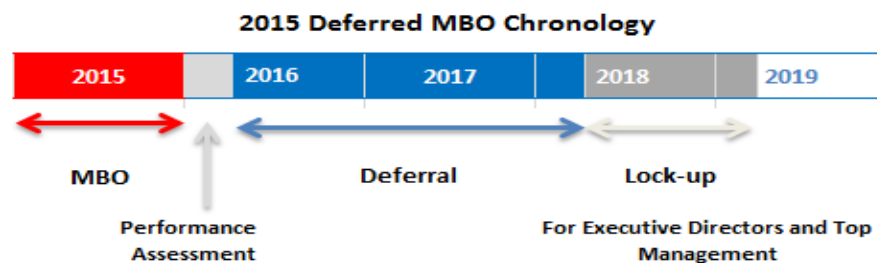 2015 Deferred MBO Chronology
2015 2016 2017 2018 2019
MBO Deferral Lock-up
Performance For Executive Directors and Top
Assessment Management